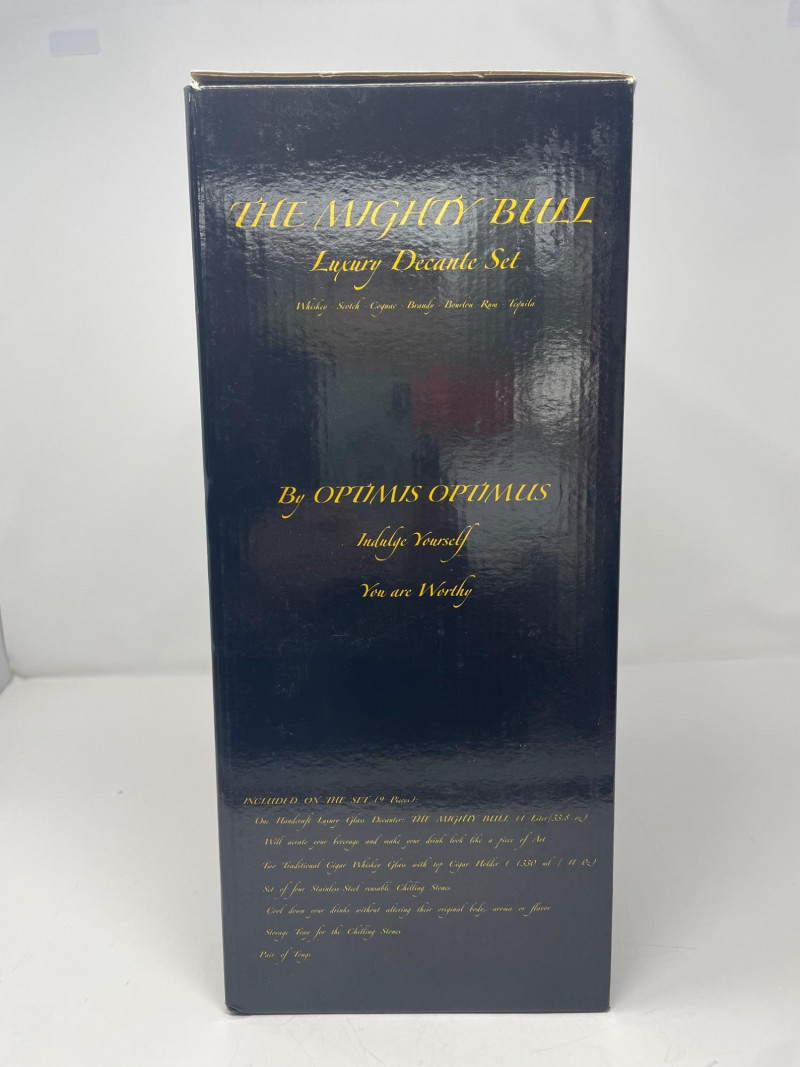 THE MIGHTY BULL
Luxury Decante Set
Whiskey · Scotch · Cognac · Brandy · Bourbon · Rum · Tequila
By OPTIMIS OPTIMUS
Indulge Yourself
You are Worthy
INCLUDED ON THE SET (9 Pieces):
One Handcraft Luxury Glass Decanter: THE MIGHTY BULL 1 Liter(33.8 oz)
Will aerate your beverage and make your drink look like a piece of Art
Two Traditional Cigar Whiskey Glass with top Cigar Holder (350 ml / 11 Oz)
Set of four Stainless-Steel reusable Chilling Stones
Cool down your drinks without altering their original body, aroma or flavor
Storage Tray for the Chilling Stones
Pair of Tongs